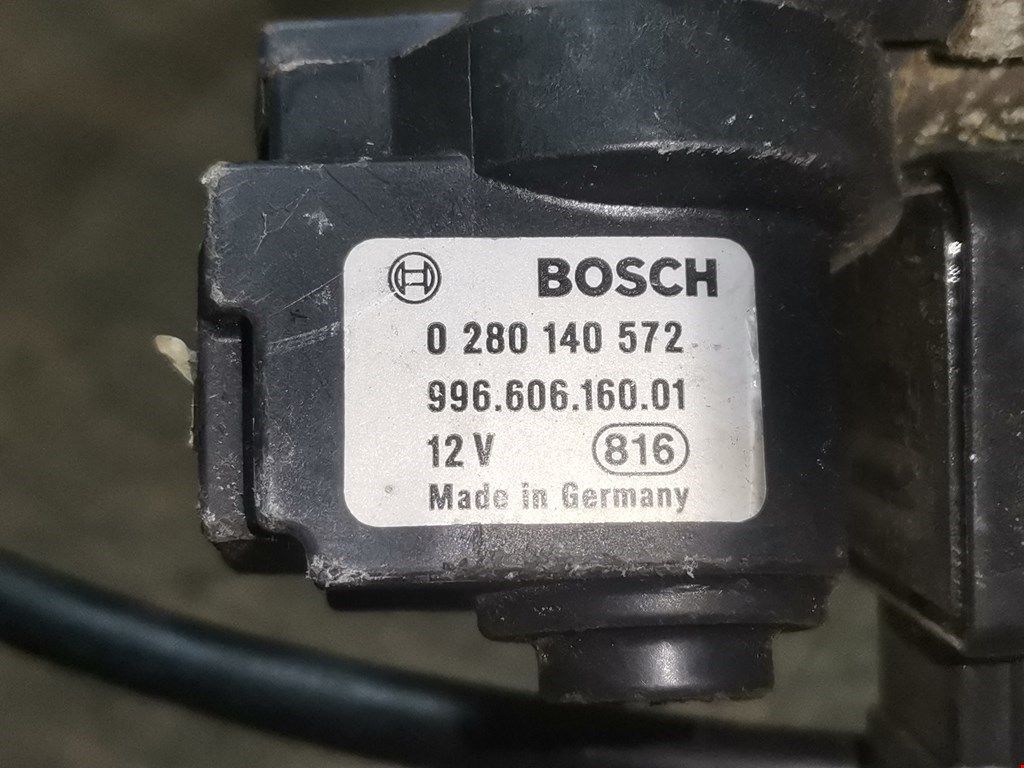 BOSCH
0 280 140 572
996.606.160.01
12 V 816
Made in Germany